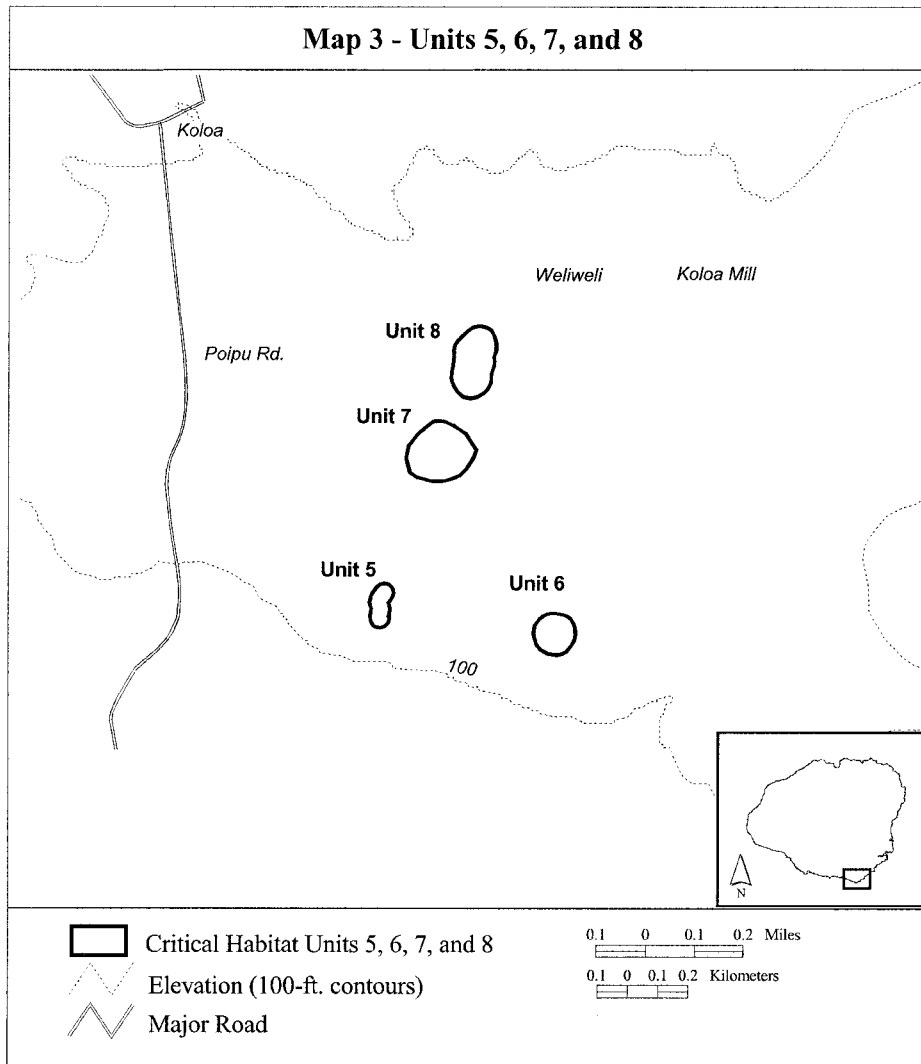 Map 3 - Units 5, 6, 7, and 8
Koloa
Weliweli
Koloa Mill
Unit 8
Poipu Rd.
Unit 7
Unit 5
Unit 6
100
N
Critical Habitat Units 5, 6, 7, and 8
0.1 0 0.1 0.2 Miles
0.1 0 0.1 0.2 Kilometers
Elevation (100-ft. contours)
Major Road